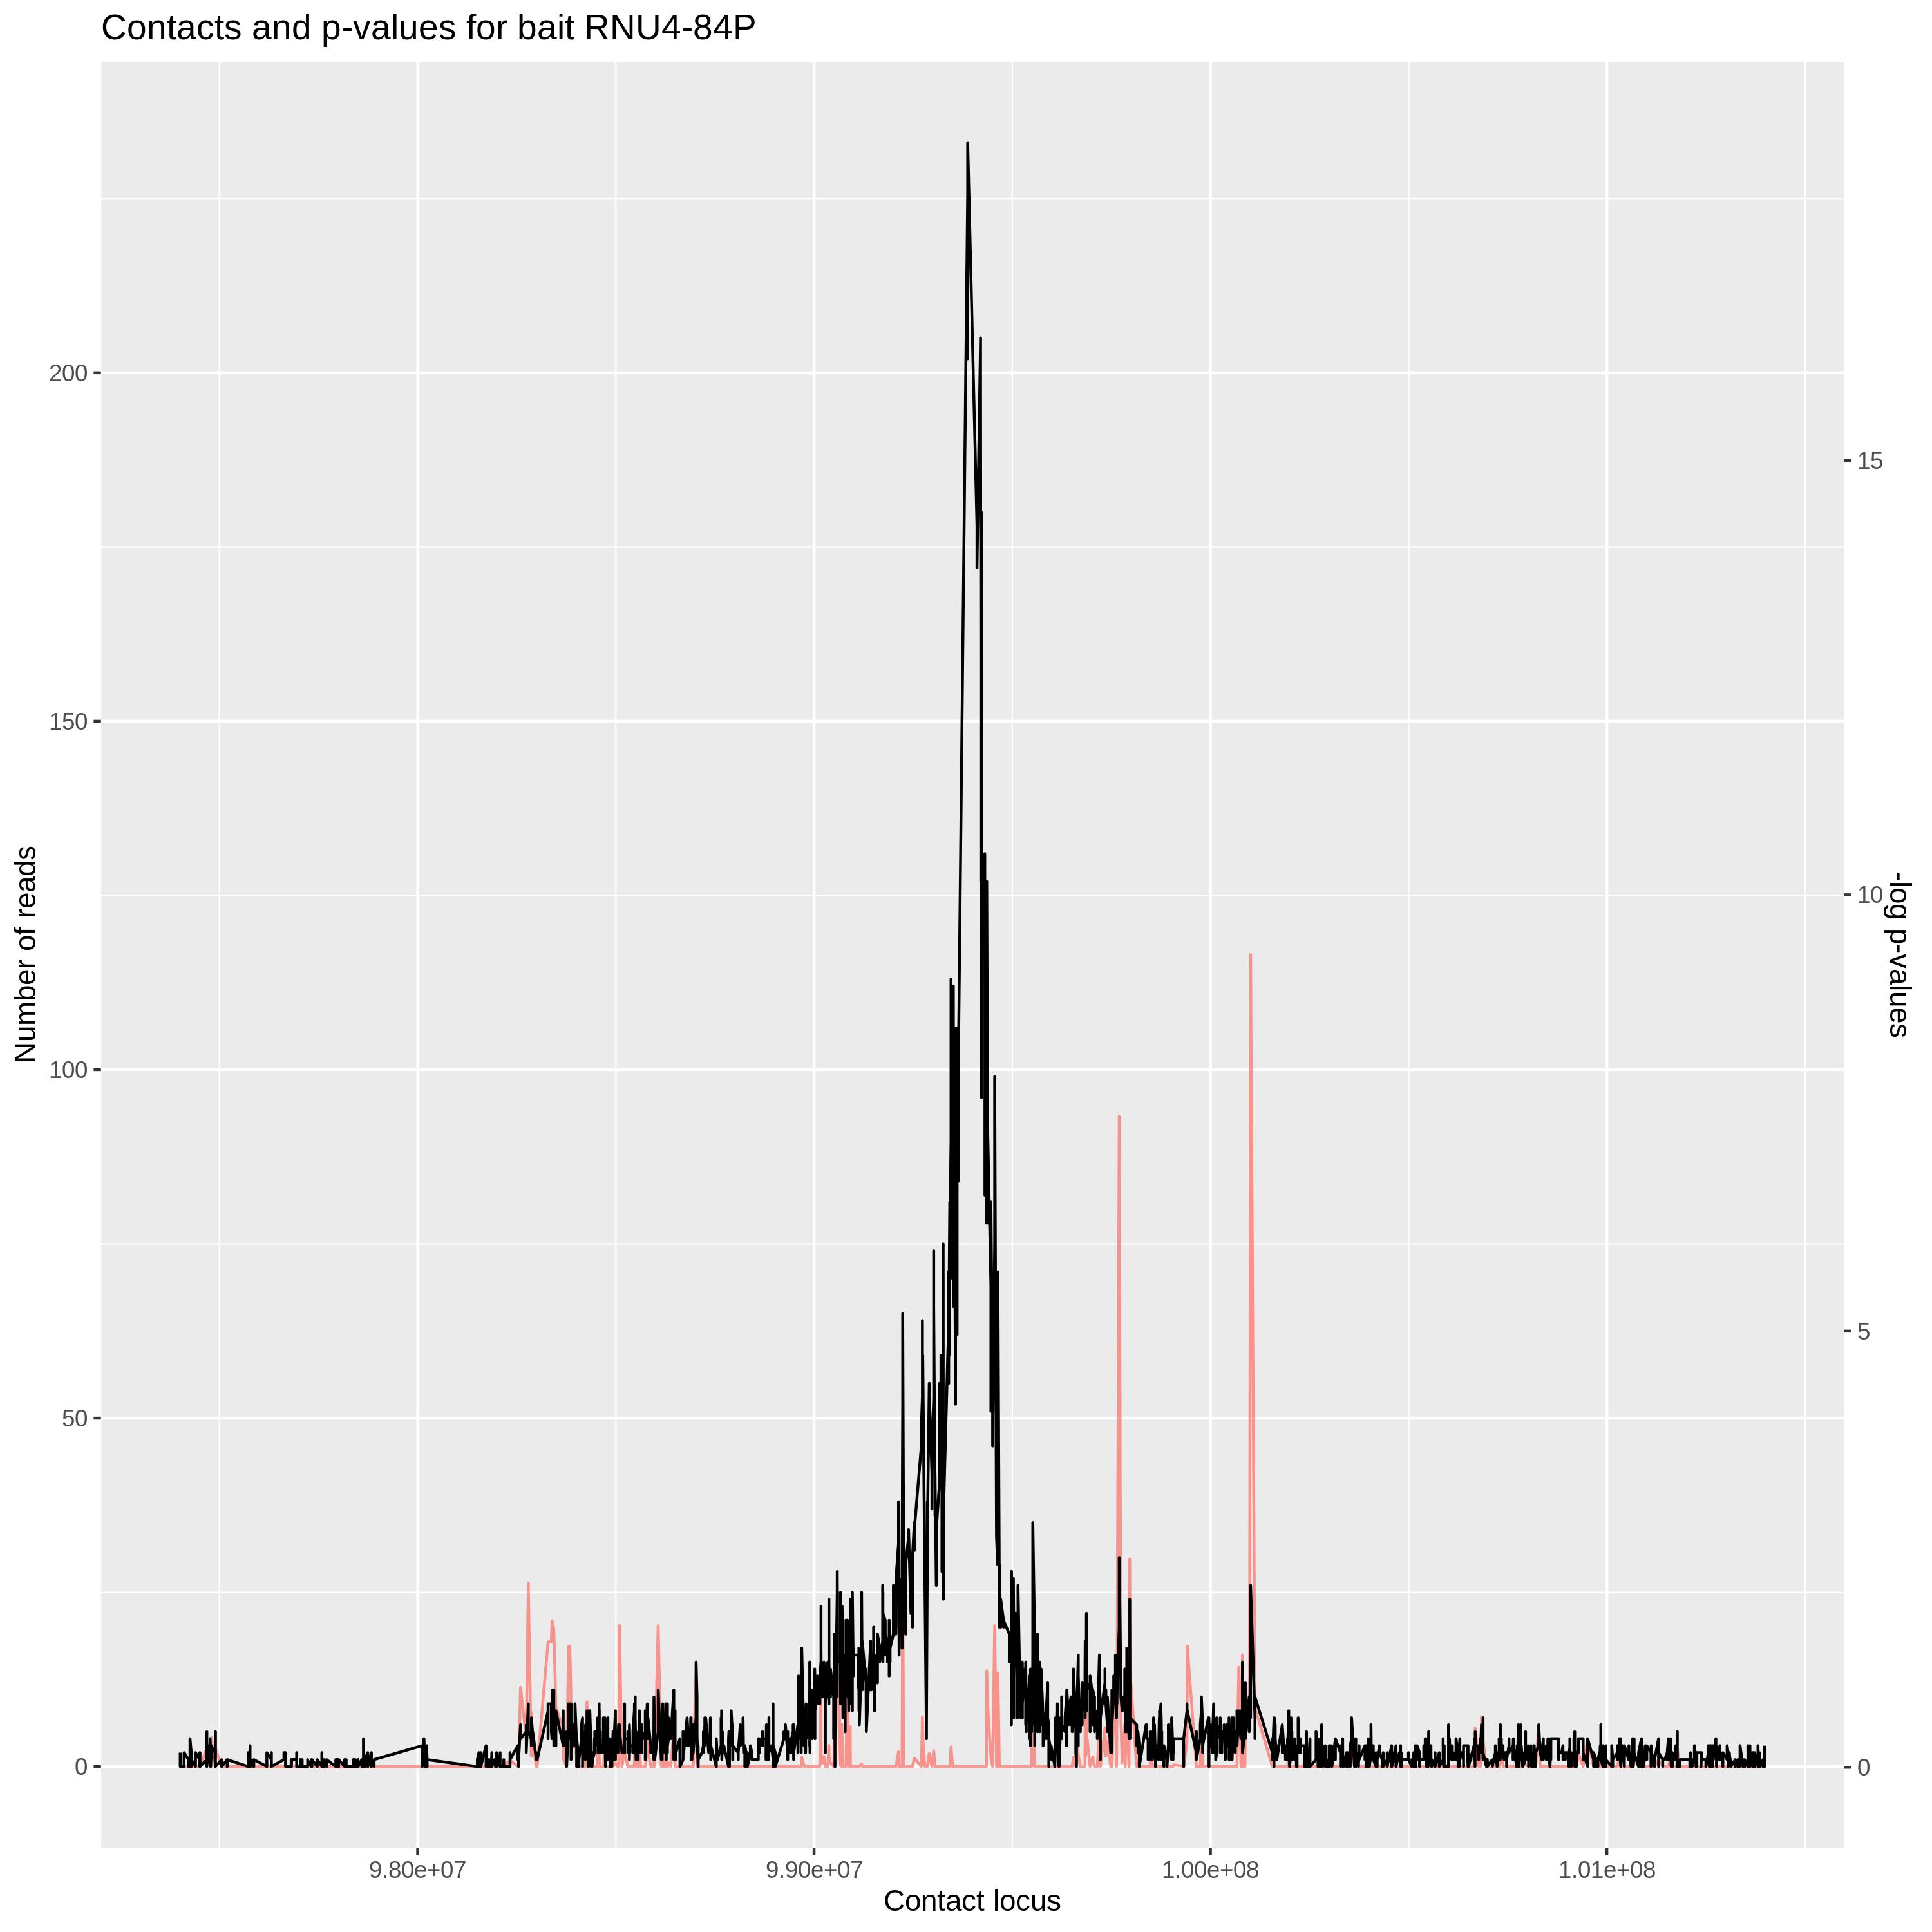 Contacts and p-values for bait RNU4-84P
200
150
100
50
0
Number of reads
15
10
5
0
-log p-values
9.80e+07
9.90e+07
1.00e+08
1.01e+08
Contact locus